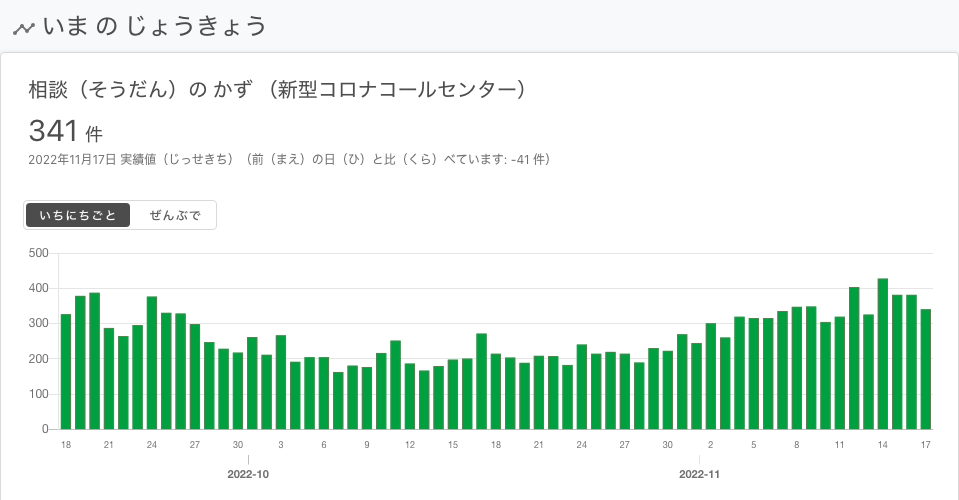 いま の じょうきょう
相談（そうだん）の かず （新型コロナコールセンター）
341 件
2022年11月17日 実績値（じっせきち）（前（まえ）の日（ひ）と比（くら）べています: -41 件）
いちにちごと ぜんぶで
500
400
300
200
100
0
18 21 24 27 30 3 6 9 12 15 18 21 24 27 30 2 5 8 11 14 17
2022-10 2022-11